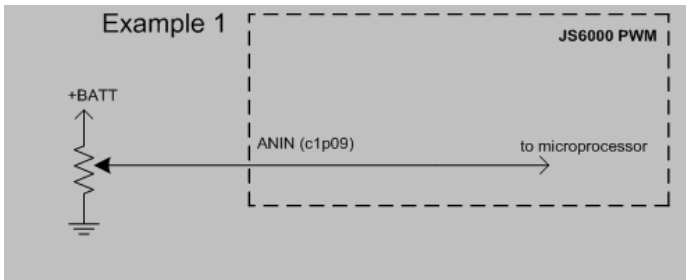 Example 1
JS6000 PWM
+BATT
ANIN (c1p09)
to microprocessor